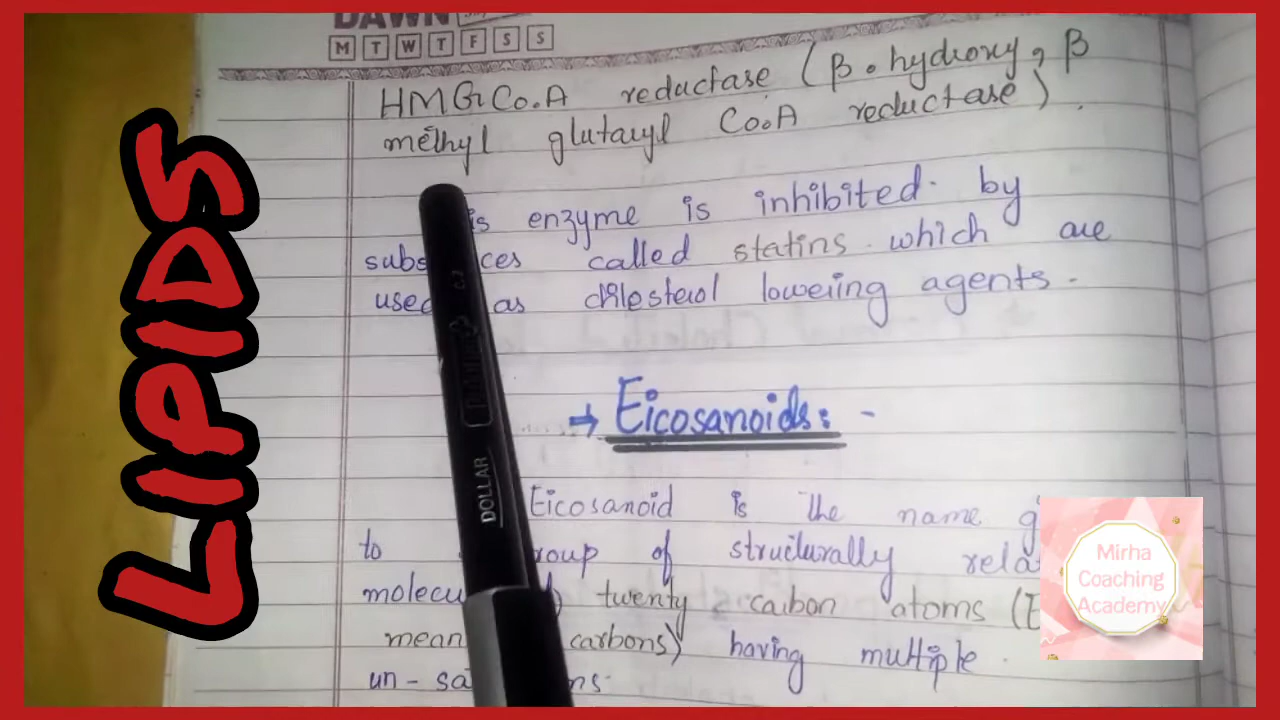 DAWN
M T W T F S S
HMG Co.A reductase (β.hydroxy, β
methyl glutaryl Co.A reductase).
is enzyme is inhibited. by
subs ces called statins. which are
used as cholesterol lowering agents.
→ Eicosanoids: -
Eicosanoid is the name
to roup of structurally
molecu twenty carbon atoms (E
mean carbons) having multiple
un-sa ns.
LIPIDS
Mirha
Coaching
Academy
DOLLAR